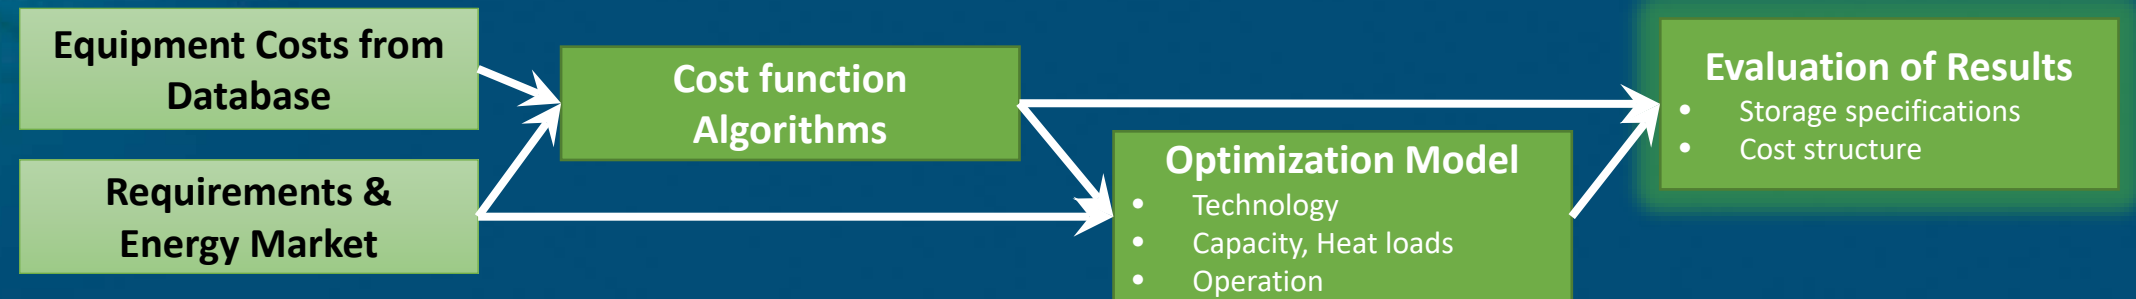 Equipment Costs from
Database
Requirements &
Energy Market
Cost function
Algorithms
Optimization Model
• Technology
• Capacity, Heat loads
• Operation
Evaluation of Results
• Storage specifications
• Cost structure